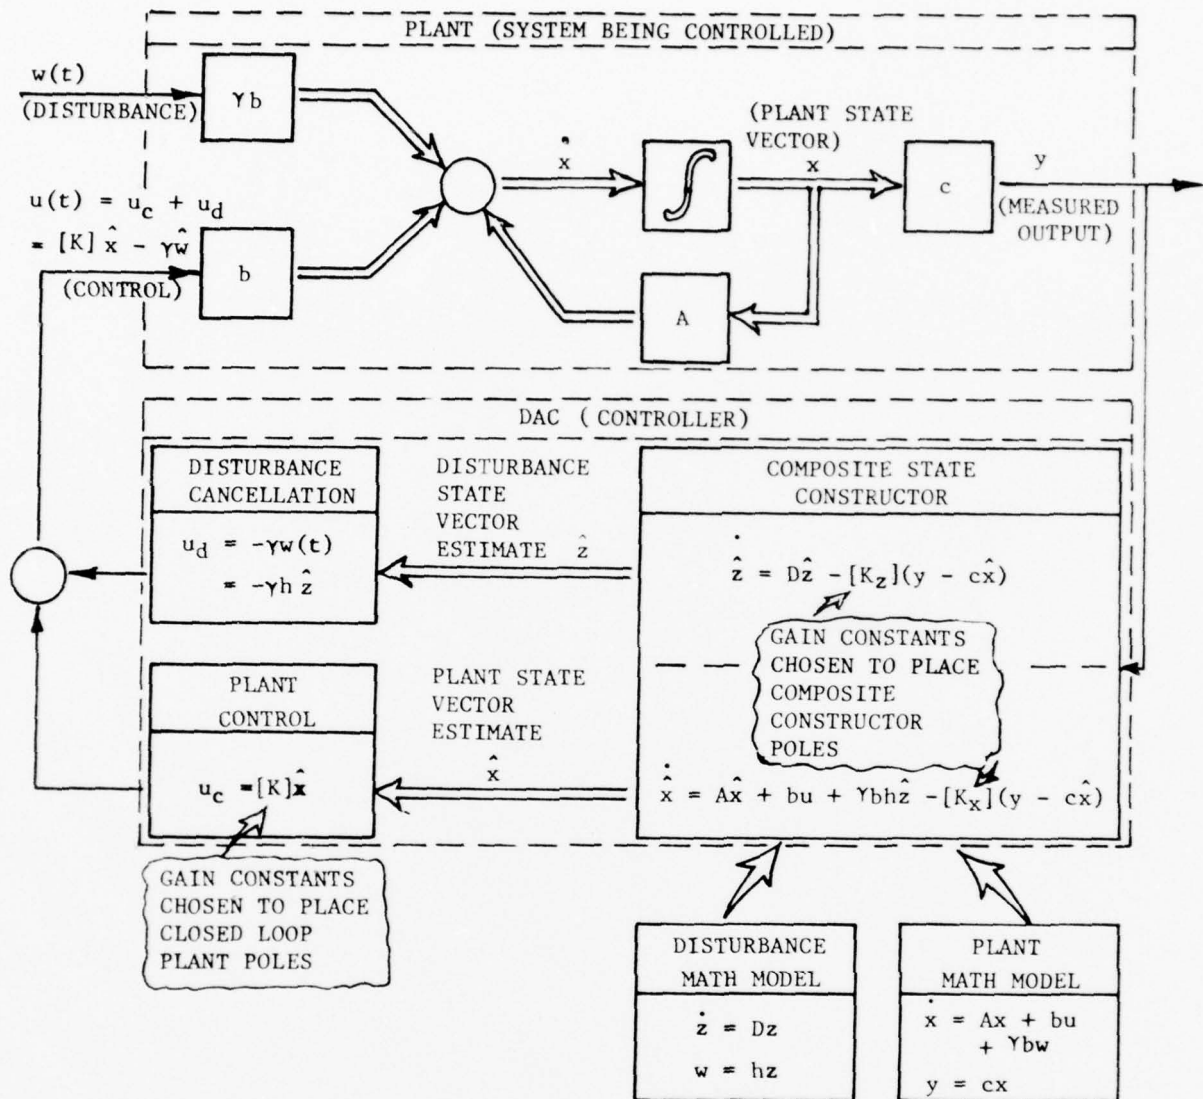 PLANT (SYSTEM BEING CONTROLLED)
w(t)
(DISTURBANCE)
γb
ẋ
∫
(PLANT STATE
VECTOR)
x
c
y
(MEASURED
OUTPUT)
u(t) = u_c + u_d
= [K] x̂ - γŵ
(CONTROL)
b
A
DAC (CONTROLLER)
DISTURBANCE
CANCELLATION
u_d = -γw(t)
= -γh ẑ
DISTURBANCE
STATE
VECTOR
ESTIMATE ẑ
COMPOSITE STATE
CONSTRUCTOR
ẑ̇ = Dẑ - [K_z](y - cx̂)
GAIN CONSTANTS
CHOSEN TO PLACE
COMPOSITE
CONSTRUCTOR
POLES
x̂̇ = Ax̂ + bu + γbhẑ - [K_x](y - cx̂)
PLANT
CONTROL
u_c = [K]x̂
PLANT STATE
VECTOR
ESTIMATE
x̂
GAIN CONSTANTS
CHOSEN TO PLACE
CLOSED LOOP
PLANT POLES
DISTURBANCE
MATH MODEL
ż = Dz
w = hz
PLANT
MATH MODEL
ẋ = Ax + bu
+ γbw
y = cx